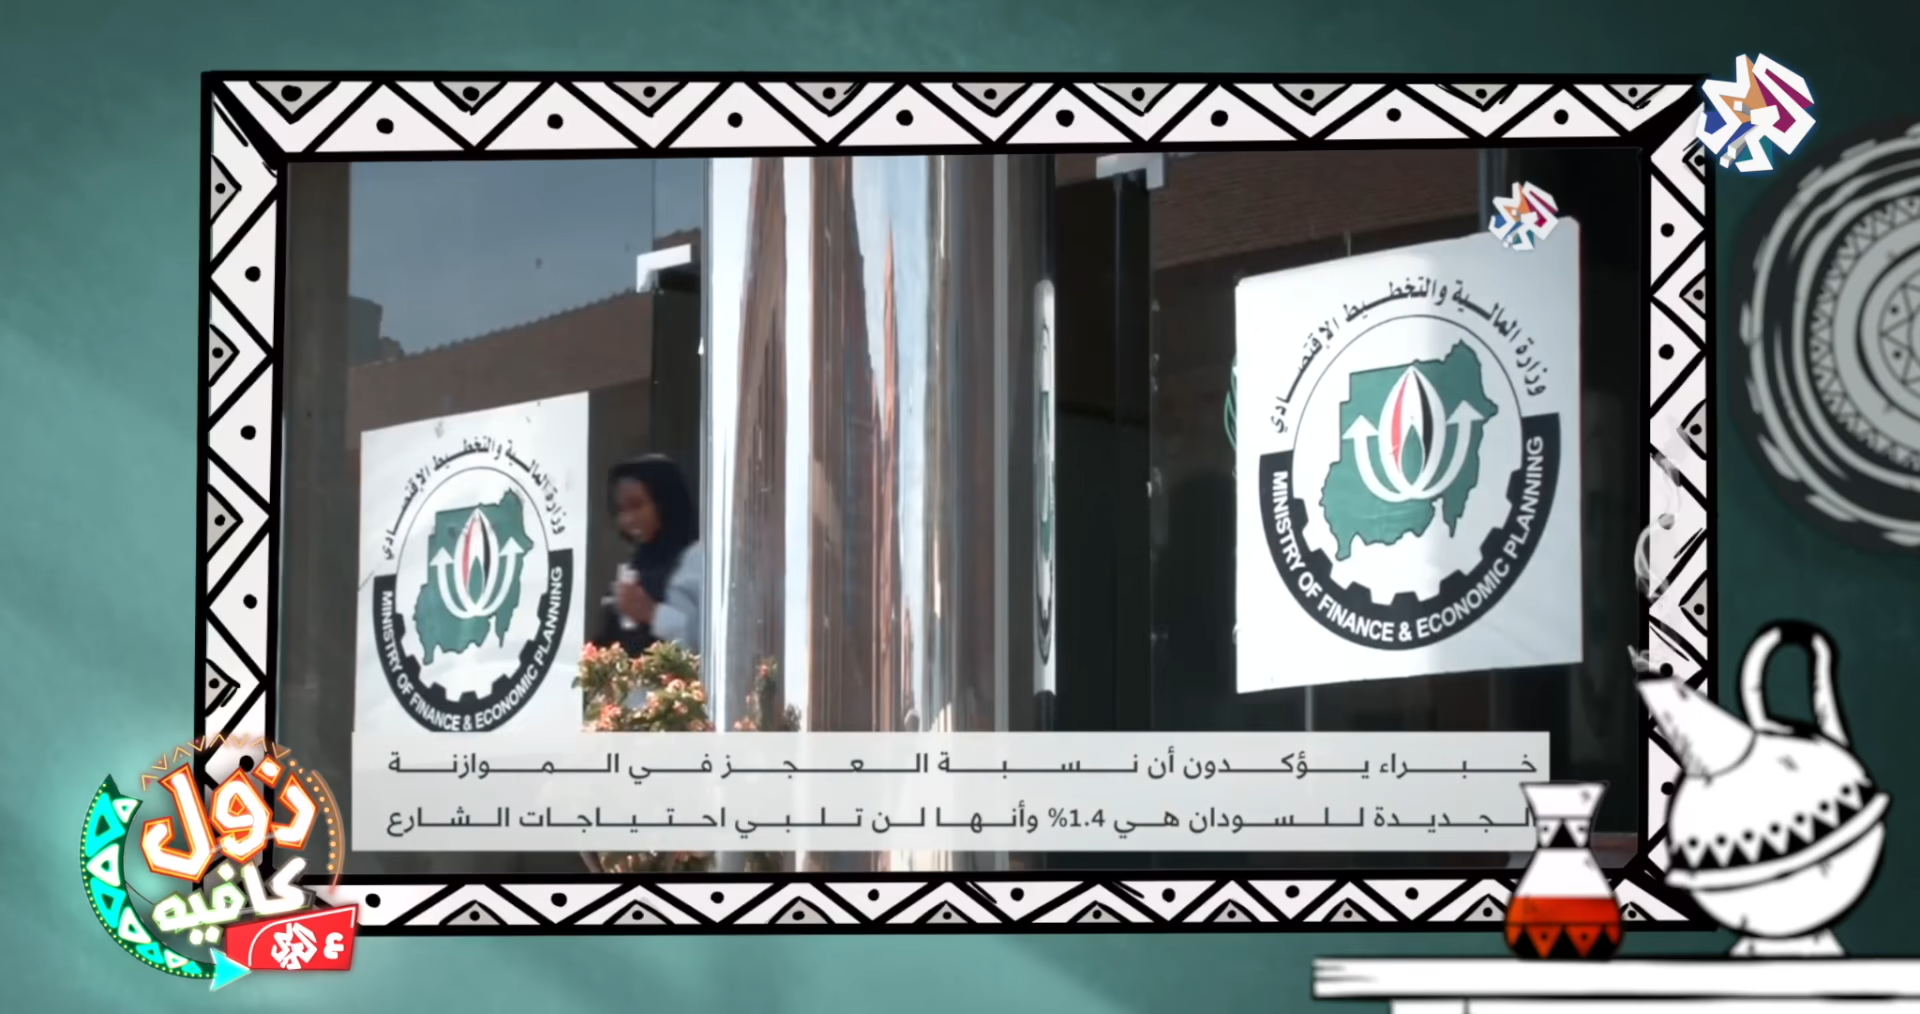 وزارة المالية والتخطيط الاقتصادي
MINISTRY OF FINANCE & ECONOMIC PLANNING
وزارة المالية والتخطيط الاقتصادي
MINISTRY OF FINANCE & ECONOMIC PLANNING
خبراء يؤكدون أن نسبة العجز في الموازنة
الجديدة للسودان هي 1.4% وأنها لن تلبي احتياجات الشارع
زول
كافيه